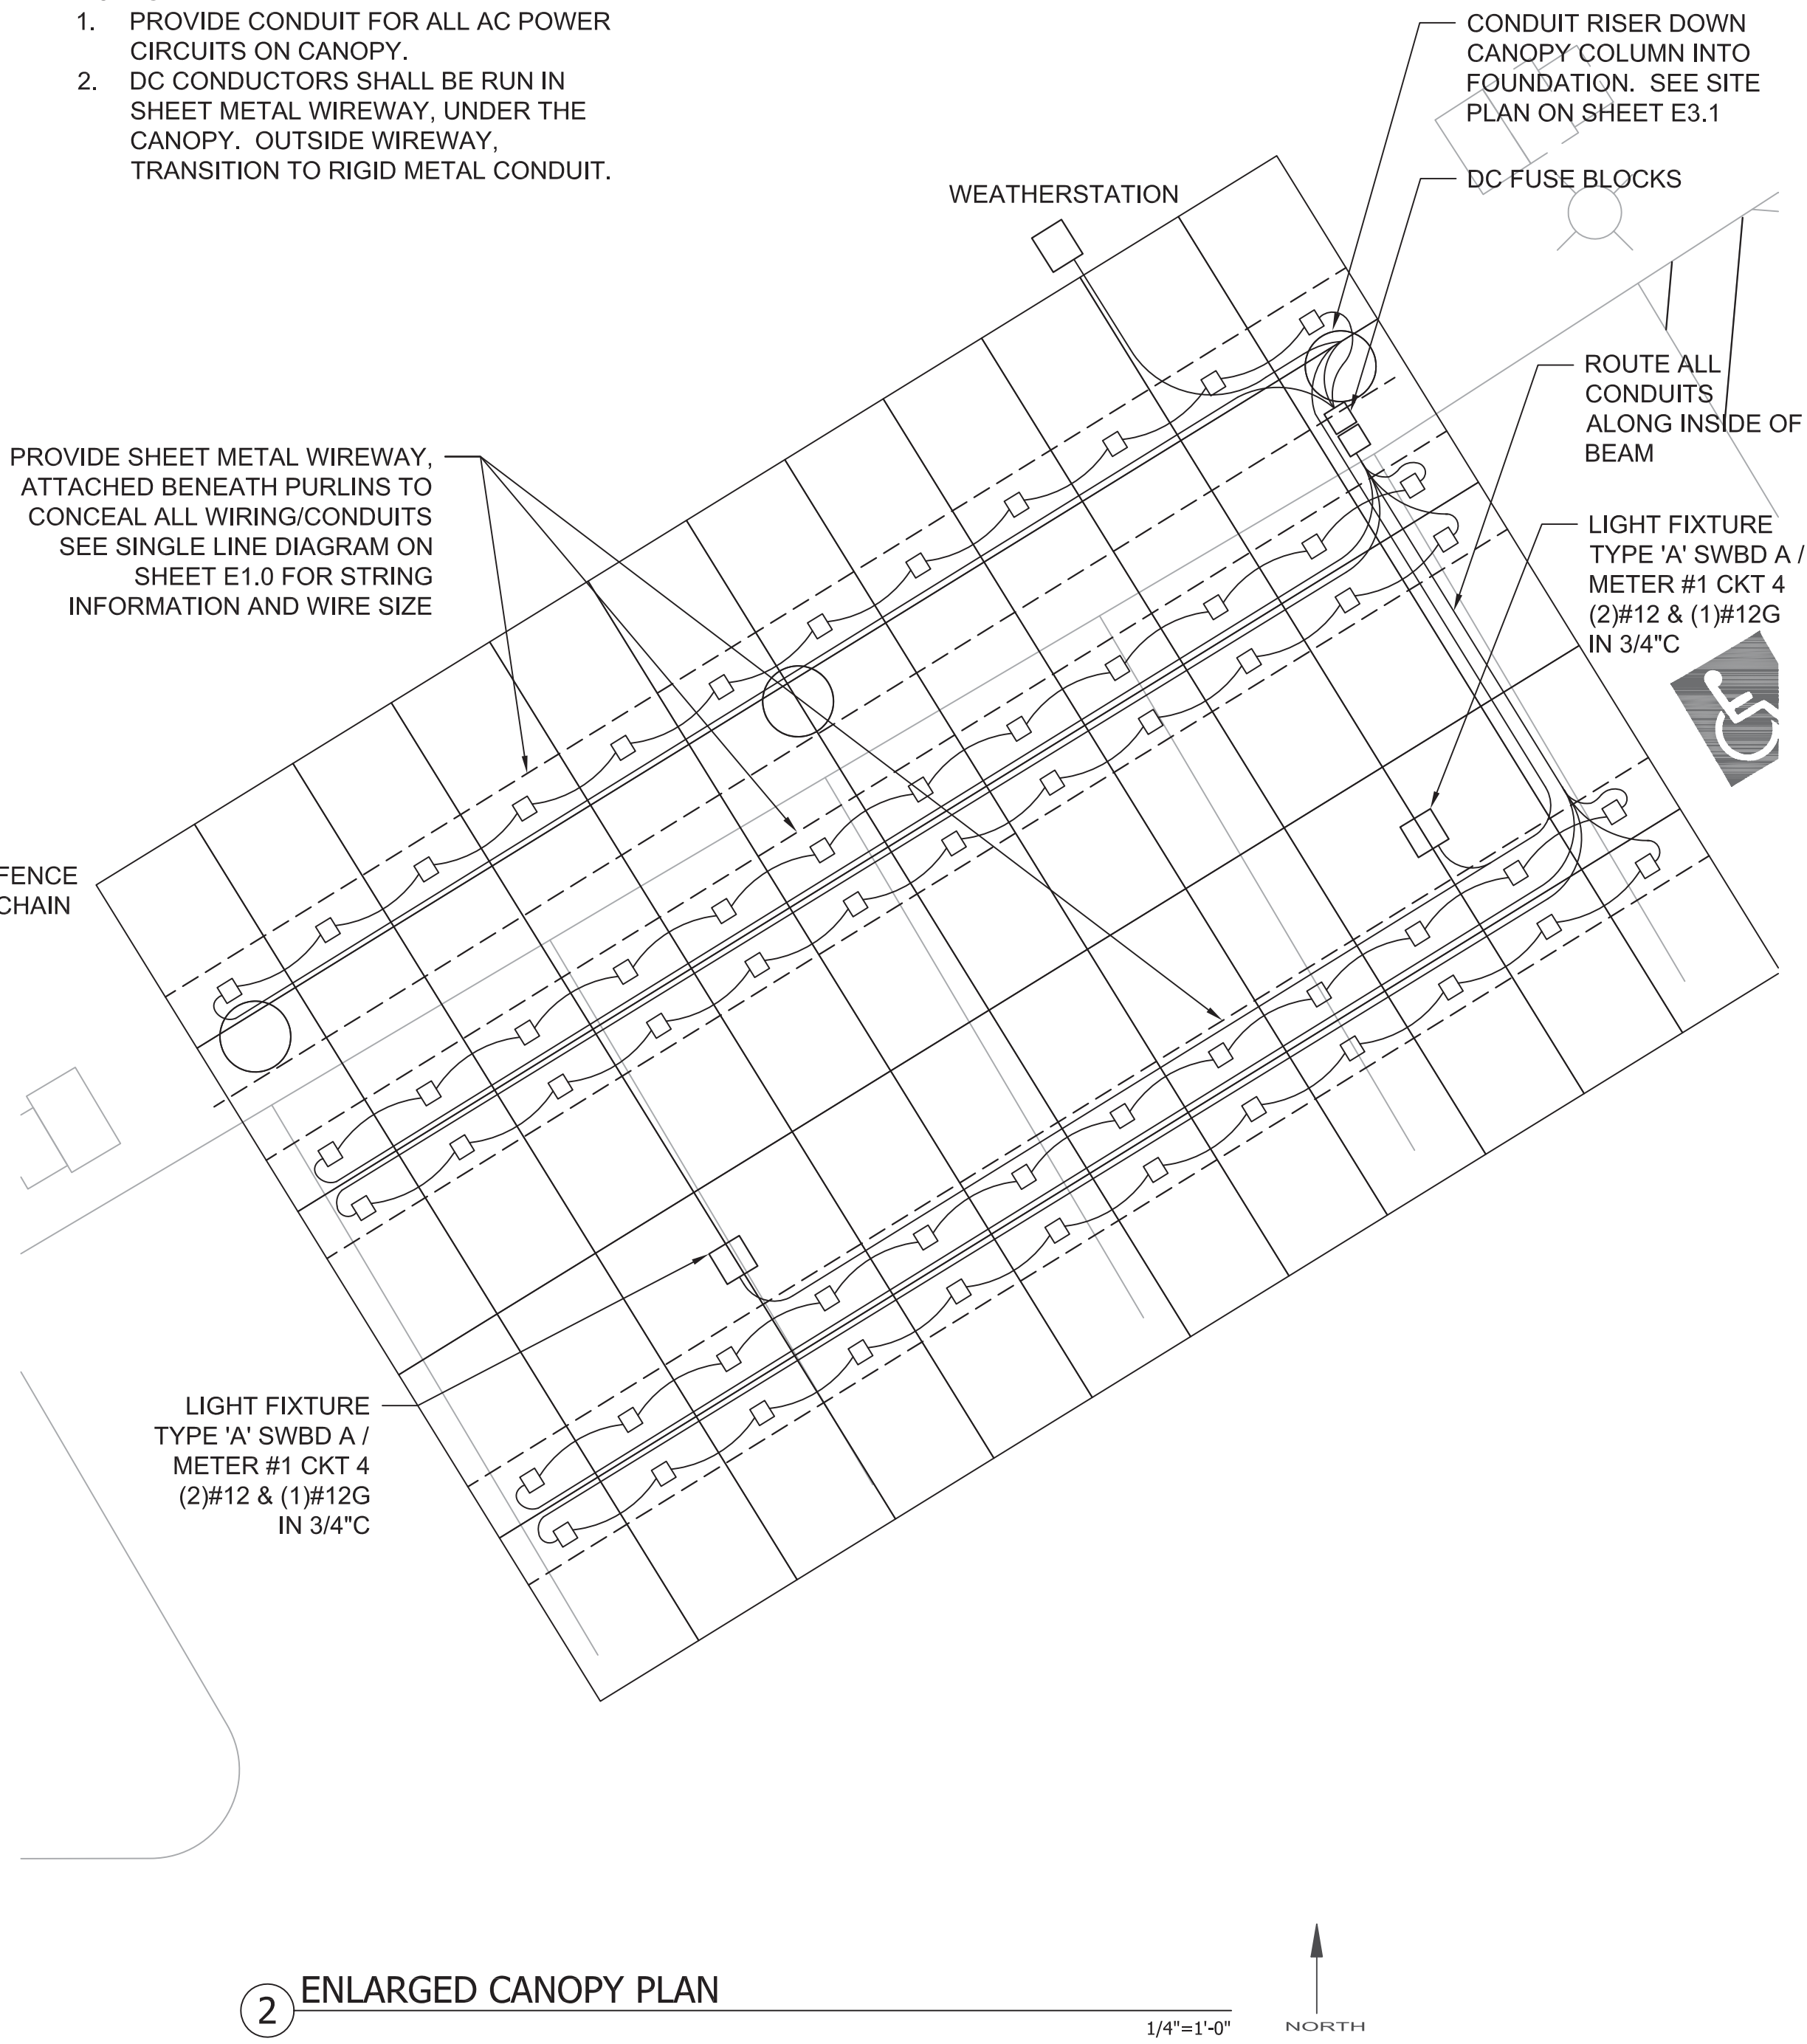 1. PROVIDE CONDUIT FOR ALL AC POWER
CIRCUITS ON CANOPY.
2. DC CONDUCTORS SHALL BE RUN IN
SHEET METAL WIREWAY, UNDER THE
CANOPY. OUTSIDE WIREWAY,
TRANSITION TO RIGID METAL CONDUIT.
CONDUIT RISER DOWN
CANOPY COLUMN INTO
FOUNDATION. SEE SITE
PLAN ON SHEET E3.1
WEATHERSTATION
DC FUSE BLOCKS
ROUTE ALL
CONDUITS
ALONG INSIDE OF
BEAM
PROVIDE SHEET METAL WIREWAY,
ATTACHED BENEATH PURLINS TO
CONCEAL ALL WIRING/CONDUITS
SEE SINGLE LINE DIAGRAM ON
SHEET E1.0 FOR STRING
INFORMATION AND WIRE SIZE
LIGHT FIXTURE
TYPE 'A' SWBD A /
METER #1 CKT 4
(2)#12 & (1)#12G
IN 3/4"C
FENCE
CHAIN
LIGHT FIXTURE
TYPE 'A' SWBD A /
METER #1 CKT 4
(2)#12 & (1)#12G
IN 3/4"C
2 ENLARGED CANOPY PLAN
1/4"=1'-0"
NORTH